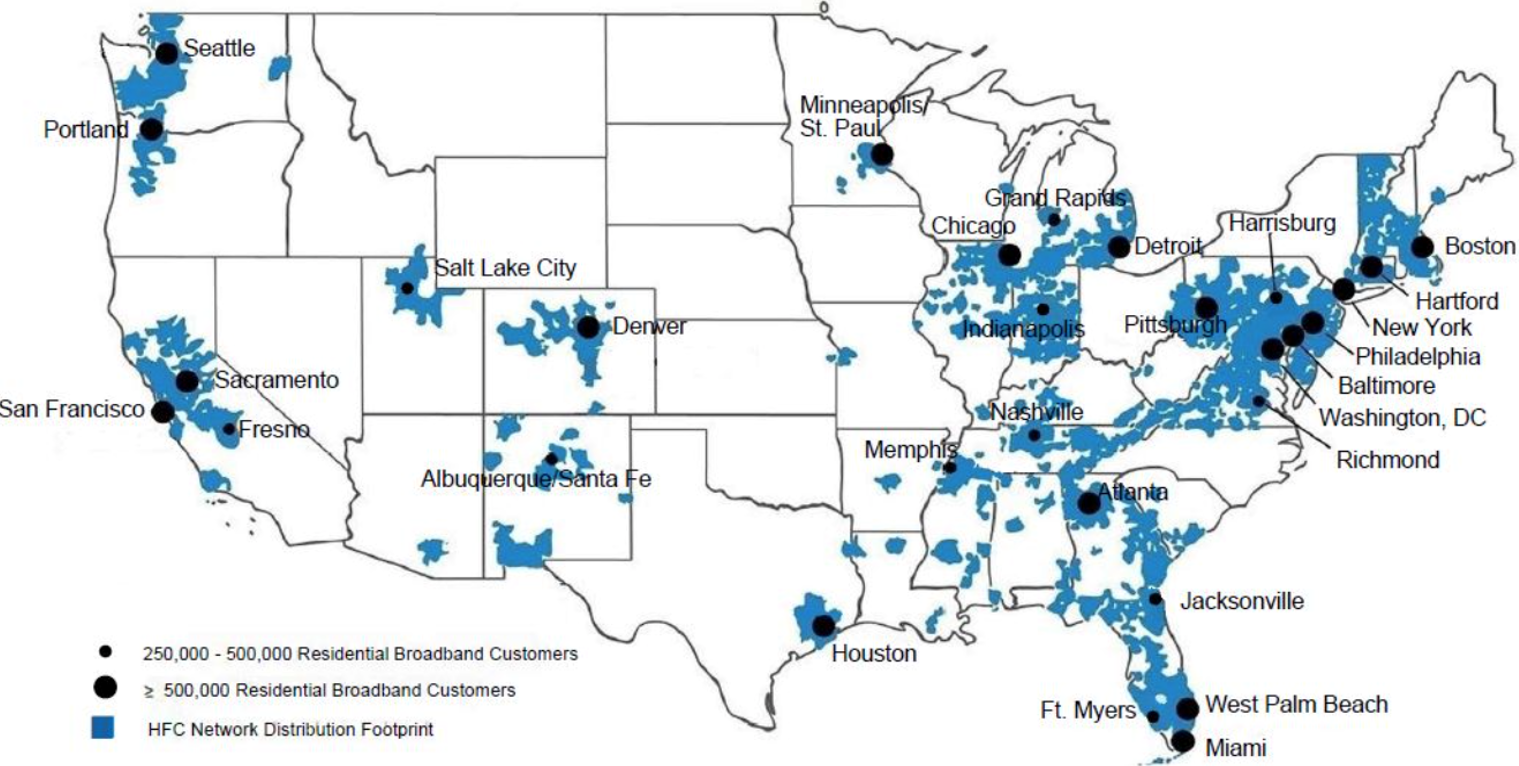 Seattle
Portland
Minneapolis/
St. Paul
Grand Rapids
Chicago
Detroit
Harrisburg
Boston
Salt Lake City
Hartford
Denver
Indianapolis
Pittsburgh
New York
Philadelphia
Sacramento
Baltimore
San Francisco
Washington, DC
Fresno
Nashville
Memphis
Richmond
Albuquerque/Santa Fe
Atlanta
Jacksonville
Houston
250,000 - 500,000 Residential Broadband Customers
≥ 500,000 Residential Broadband Customers
HFC Network Distribution Footprint
Ft. Myers
West Palm Beach
Miami